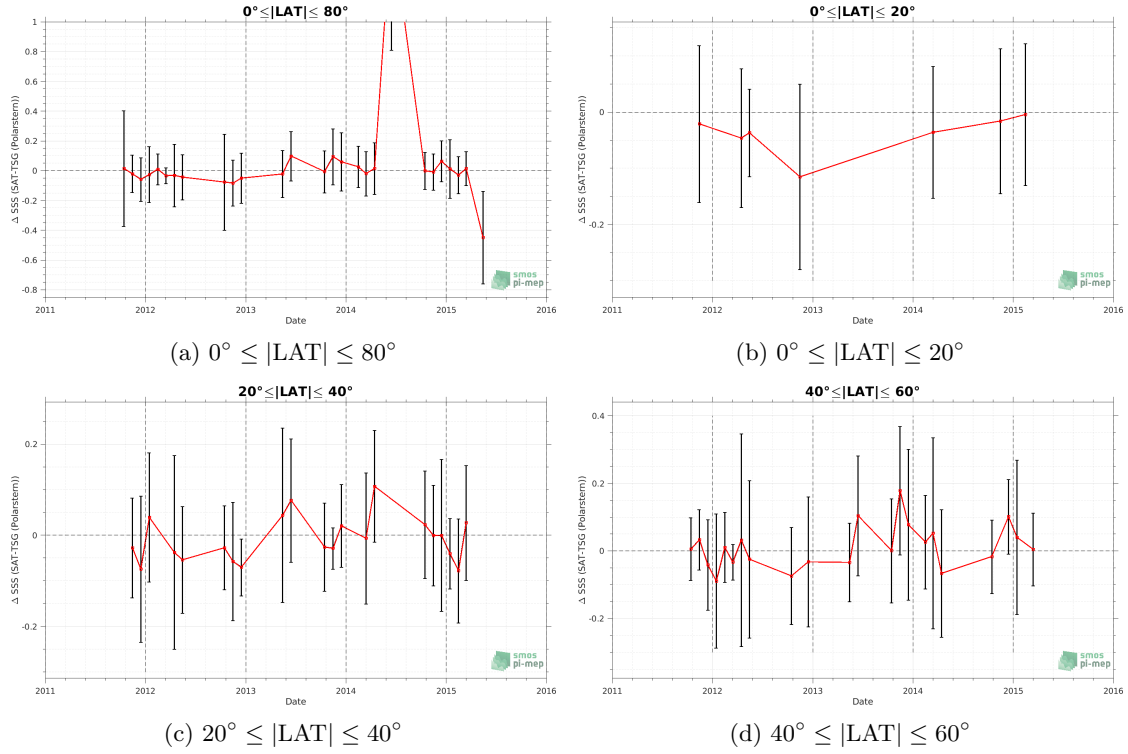 0°≤|LAT|≤ 80°
Δ SSS (SAT-TSG (Polarstern))
1
0.8
0.6
0.4
0.2
0
-0.2
-0.4
-0.6
-0.8
2011
2012
2013
2014
2015
2016
Date
smos
pi-mep
(a) 0° ≤ |LAT| ≤ 80°
0°≤|LAT|≤ 20°
Δ SSS (SAT-TSG (Polarstern))
0
-0.2
2011
2012
2013
2014
2015
2016
Date
smos
pi-mep
(b) 0° ≤ |LAT| ≤ 20°
20°≤|LAT|≤ 40°
Δ SSS (SAT-TSG (Polarstern))
0.2
0
-0.2
2011
2012
2013
2014
2015
2016
Date
smos
pi-mep
(c) 20° ≤ |LAT| ≤ 40°
40°≤|LAT|≤ 60°
Δ SSS (SAT-TSG (Polarstern))
0.4
0.2
0
-0.2
2011
2012
2013
2014
2015
2016
Date
smos
pi-mep
(d) 40° ≤ |LAT| ≤ 60°